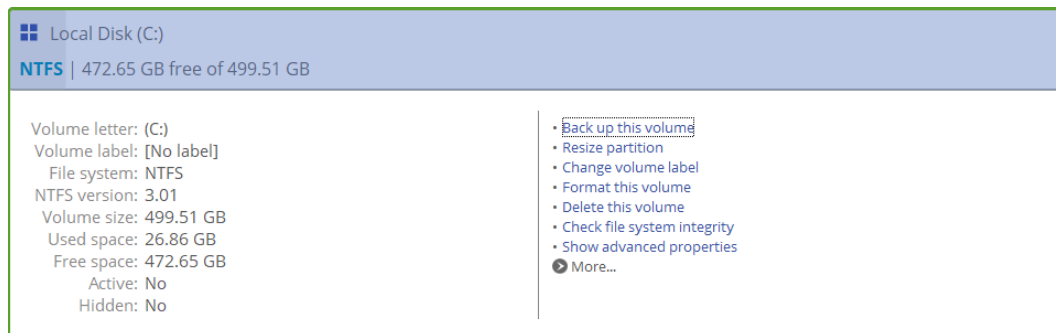 Local Disk (C:)
NTFS | 472.65 GB free of 499.51 GB
Volume letter: (C:)
Volume label: [No label]
File system: NTFS
NTFS version: 3.01
Volume size: 499.51 GB
Used space: 26.86 GB
Free space: 472.65 GB
Active: No
Hidden: No
• Back up this volume
• Resize partition
• Change volume label
• Format this volume
• Delete this volume
• Check file system integrity
• Show advanced properties
More...